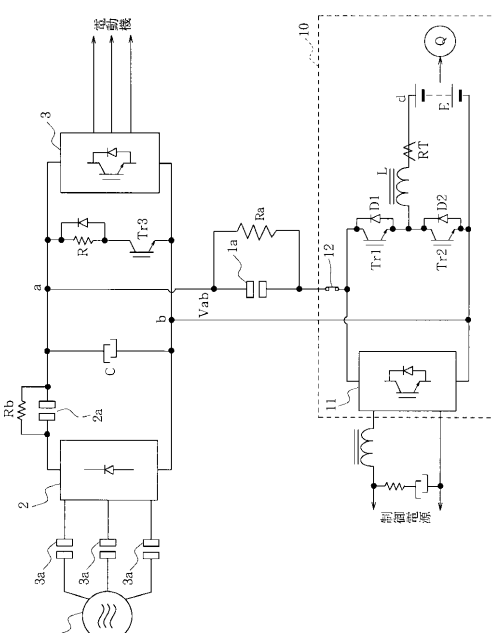 電動機
3
R
Tr3
a
b
C
Rb
2a
2
3a
3a
3a
Vab
1a
Ra
12
10
Q
d
E
RT
L
D1
D2
Tr1
Tr2
11
制御電源